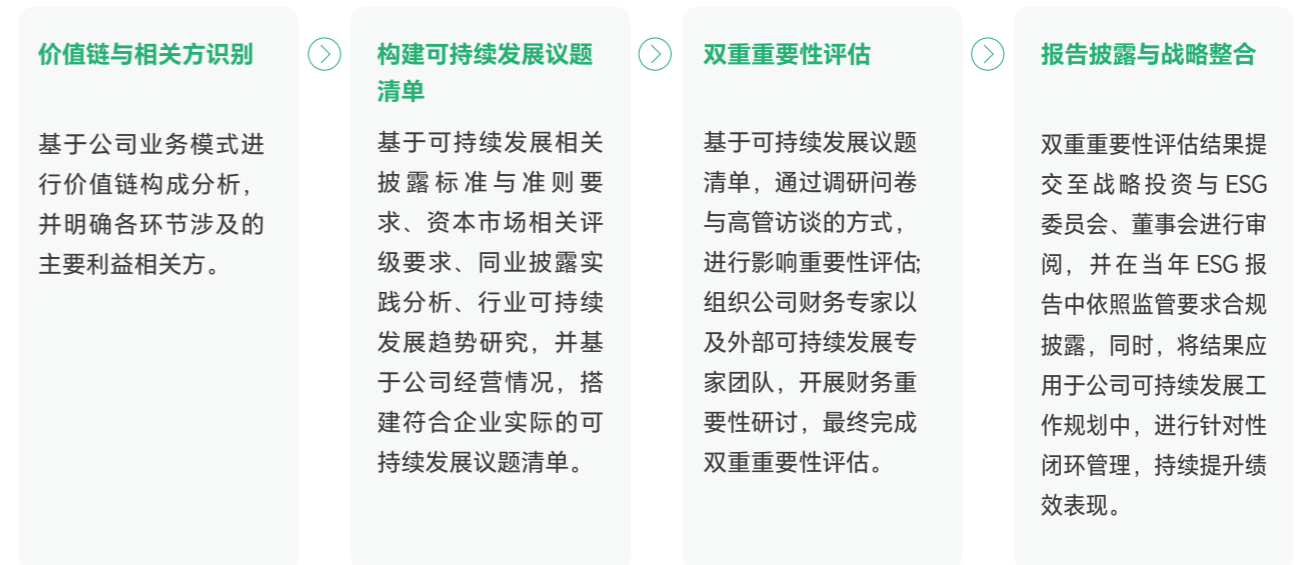 价值链与相关方识别
基于公司业务模式进
行价值链构成分析，
并明确各环节涉及的
主要利益相关方。
构建可持续发展议题
清单
基于可持续发展相关
披露标准与准则要
求、资本市场相关评
级要求、同业披露实
践分析、行业可持续
发展趋势研究，并基
于公司经营情况，搭
建符合企业实际的可
持续发展议题清单。
双重重要性评估
基于可持续发展议题
清单，通过调研问卷
与高管访谈的方式，
进行影响重要性评估;
组织公司财务专家以
及外部可持续发展专
家团队，开展财务重
要性研讨，最终完成
双重重要性评估。
报告披露与战略整合
双重重要性评估结果提
交至战略投资与 ESG
委员会、董事会进行审
阅，并在当年 ESG 报
告中依照监管要求合规
披露，同时，将结果应
用于公司可持续发展工
作规划中，进行针对性
闭环管理，持续提升绩
效表现。